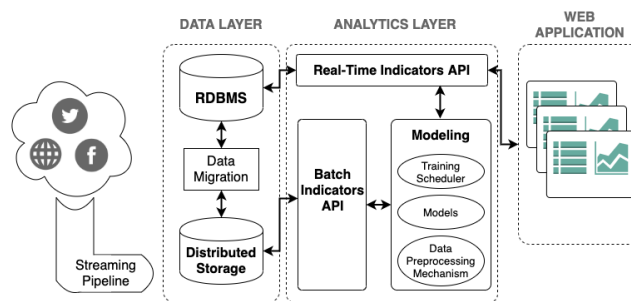 DATA LAYER
ANALYTICS LAYER
WEB
APPLICATION
RDBMS
Real-Time Indicators API
Data
Migration
Batch
Indicators
API
Modeling
Training
Scheduler
Models
Data
Preprocessing
Mechanism
Distributed
Storage
Streaming
Pipeline